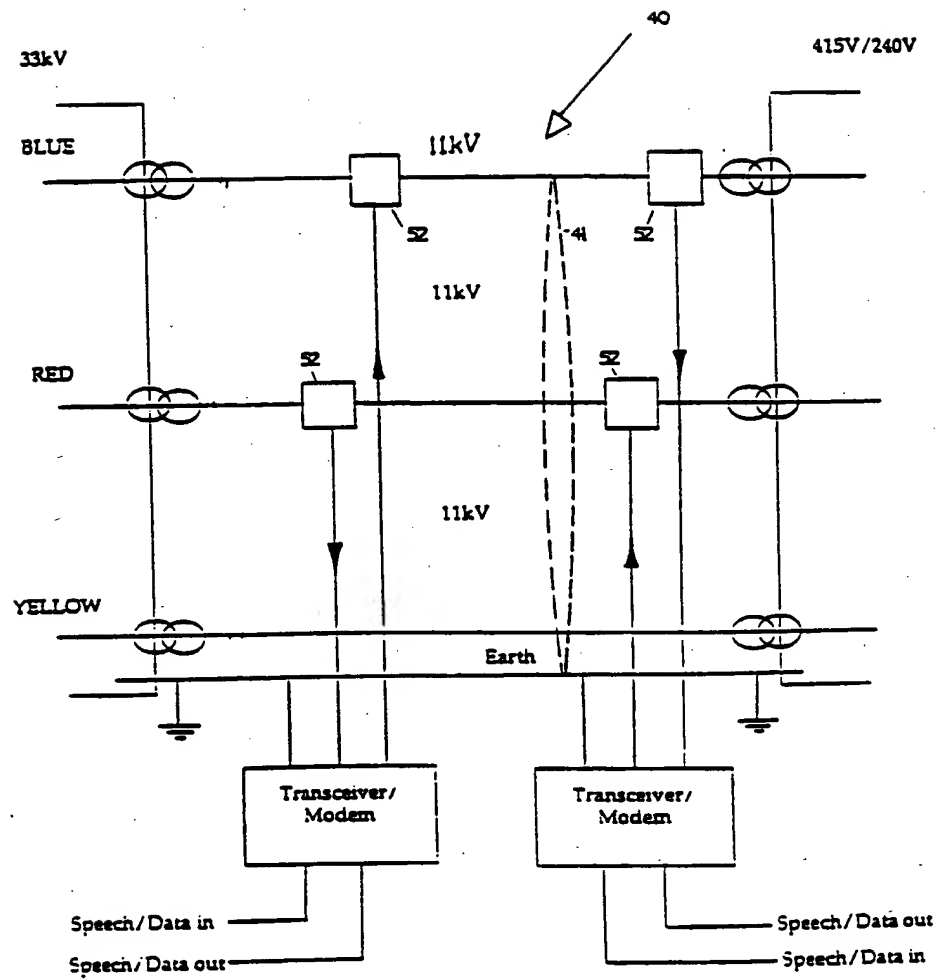 40
33kV
415V/240V
BLUE
11kV
52
41
52
11kV
RED
52
52
11kV
YELLOW
Earth
Transceiver/
Modem
Transceiver/
Modem
Speech/Data in
Speech/Data out
Speech/Data out
Speech/Data in